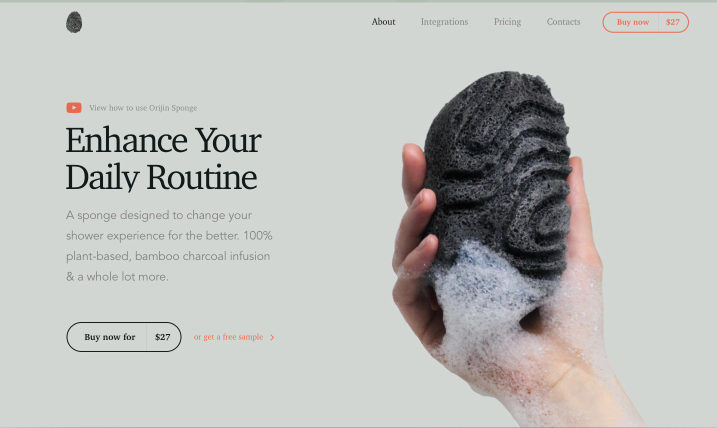 About Integrations Pricing Contacts Buy now $27
View how to use Orijin Sponge
Enhance Your
Daily Routine
A sponge designed to change your
shower experience for the better. 100%
plant-based, bamboo charcoal infusion
& a whole lot more.
Buy now for $27 or get a free sample